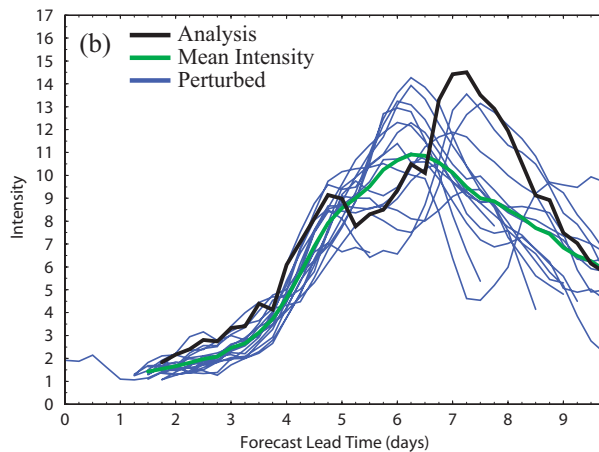 (b)
Analysis
Mean Intensity
Perturbed
Intensity
17
16
15
14
13
12
11
10
9
8
7
6
5
4
3
2
1
0
0 1 2 3 4 5 6 7 8 9
Forecast Lead Time (days)